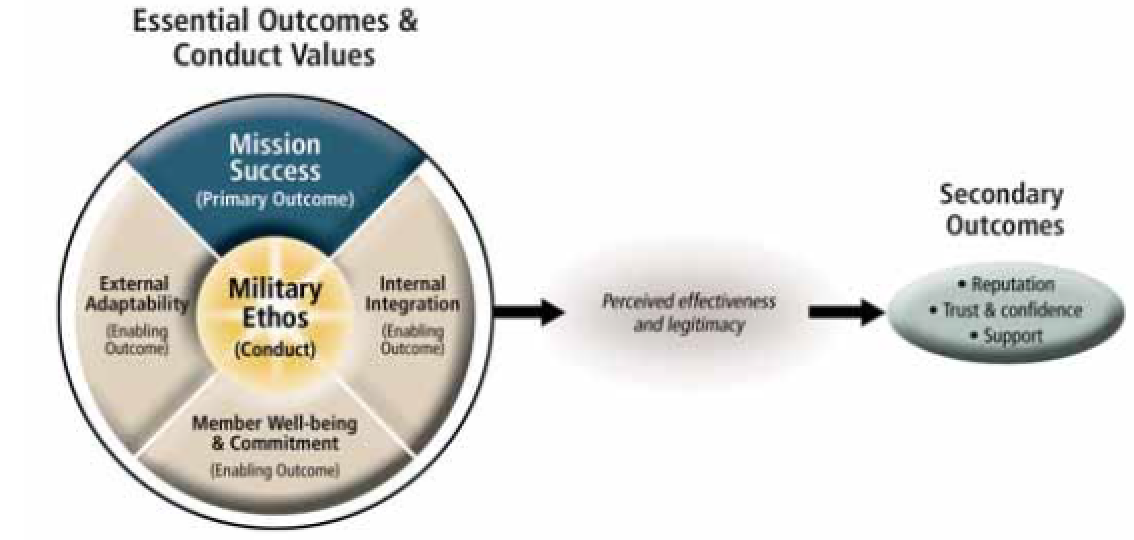 Essential Outcomes &
Conduct Values
Mission
Success
(Primary Outcome)
External
Adaptability
(Enabling
Outcome)
Military
Ethos
(Conduct)
Internal
Integration
(Enabling
Outcome)
Member Well-being
& Commitment
(Enabling Outcome)
Perceived effectiveness
and legitimacy
Secondary
Outcomes
• Reputation
• Trust & confidence
• Support